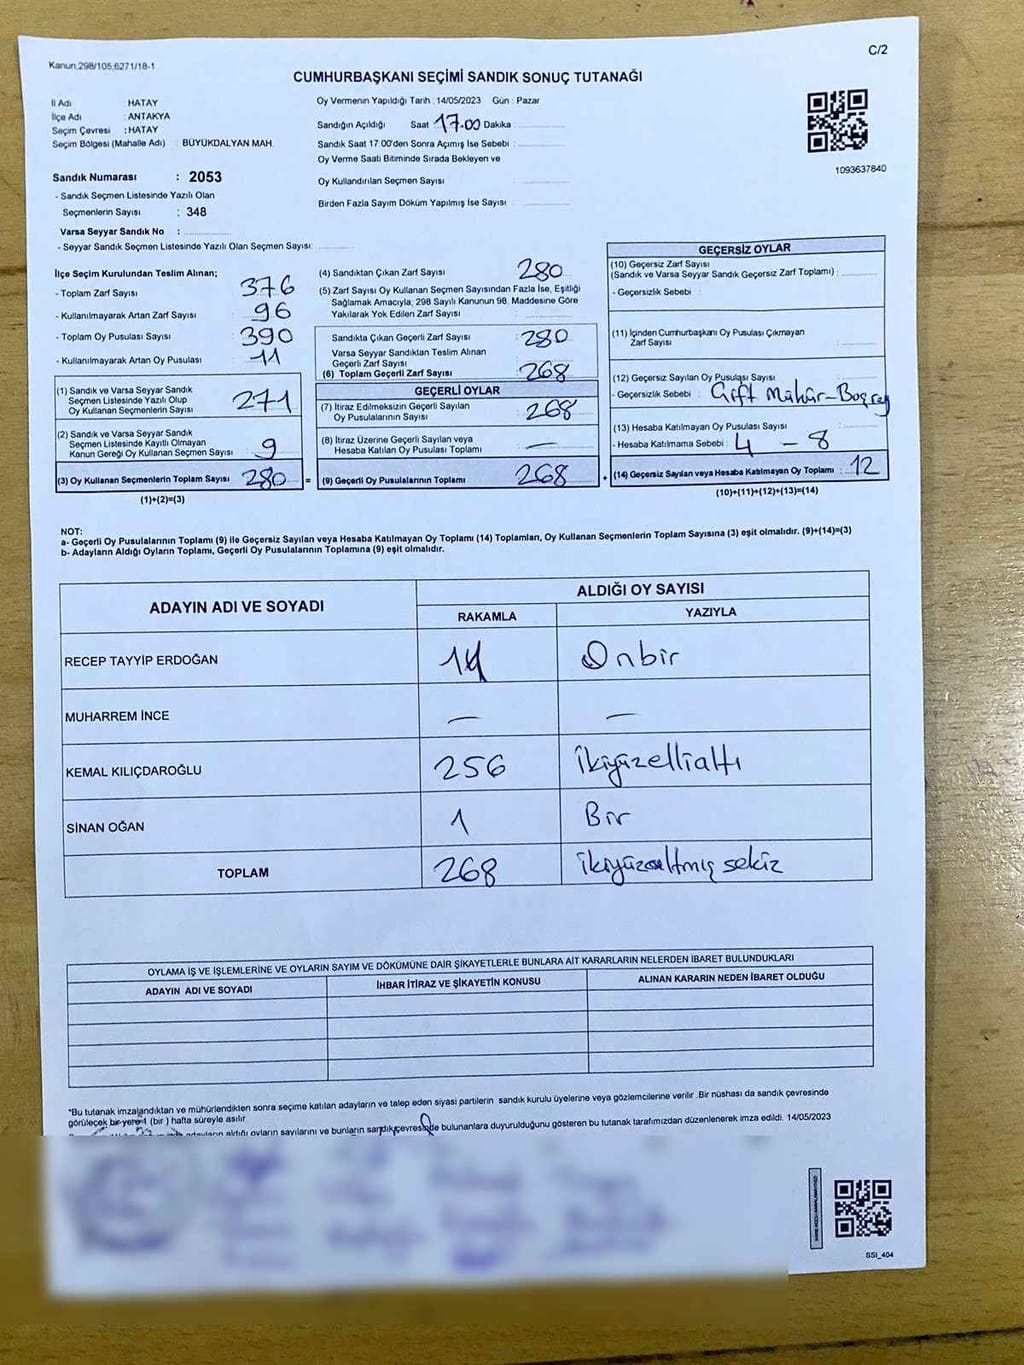 C/2
Kanun,298/105,6271/18-1
CUMHURBAŞKANI SEÇİMİ SANDIK SONUÇ TUTANAĞI
İl Adı : HATAY
İlçe Adı : ANTAKYA
Seçim Çevresi : HATAY
Seçim Bölgesi (Mahalle Adı) : BÜYÜKDALYAN MAH.
Sandık Numarası : 2053
- Sandık Seçmen Listesinde Yazılı Olan
Seçmenlerin Sayısı : 348
Varsa Seyyar Sandık No :
- Seyyar Sandık Seçmen Listesinde Yazılı Olan Seçmen Sayısı:
Oy Vermenin Yapıldığı Tarih : 14/05/2023 Gün : Pazar
Sandığın Açıldığı Saat 17.00 Dakika
Sandık Saat 17.00'den Sonra Açımış İse Sebebi :
Oy Verme Saati Bitiminde Sırada Bekleyen ve
Oy Kullandırılan Seçmen Sayısı
Birden Fazla Sayım Döküm Yapılmış İse Sayısı :
1093637840
İlçe Seçim Kurulundan Teslim Alınan;
- Toplam Zarf Sayısı 376
- Kullanılmayarak Artan Zarf Sayısı 96
- Toplam Oy Pusulası Sayısı 390
- Kullanılmayarak Artan Oy Pusulası 11
(1) Sandık ve Varsa Seyyar Sandık
Seçmen Listesinde Yazılı Olup
Oy Kullanan Seçmenlerin Sayısı 271
(2) Sandık ve Varsa Seyyar Sandık
Seçmen Listesinde Kayıtlı Olmayan
Kanun Gereği Oy Kullanan Seçmen Sayısı 9
(3) Oy Kullanan Seçmenlerin Toplam Sayısı 280 =
(1)+(2)=(3)
(4) Sandıktan Çıkan Zarf Sayısı 280
(5) Zarf Sayısı Oy Kullanan Seçmen Sayısından Fazla İse, Eşitliği
Sağlamak Amacıyla, 298 Sayılı Kanunun 98. Maddesine Göre
Yakılarak Yok Edilen Zarf Sayısı :
Sandıkta Çıkan Geçerli Zarf Sayısı : 280
Varsa Seyyar Sandıktan Teslim Alınan
Geçerli Zarf Sayısı
(6) Toplam Geçerli Zarf Sayısı 268
GEÇERLİ OYLAR
(7) İtiraz Edilmeksizin Geçerli Sayılan
Oy Pusulalarının Sayısı 268
(8) İtiraz Üzerine Geçerli Sayılan veya
Hesaba Katılan Oy Pusulası Toplamı —
(9) Geçerli Oy Pusulalarının Toplamı 268 +
GEÇERSİZ OYLAR
(10) Geçersiz Zarf Sayısı
(Sandık ve Varsa Seyyar Sandık Geçersiz Zarf Toplamı) :
- Geçersizlik Sebebi :
(11) İçinden Cumhurbaşkanı Oy Pusulası Çıkmayan
Zarf Sayısı
(12) Geçersiz Sayılan Oy Pusulası Sayısı
- Geçersizlik Sebebi : Çift Mühür-Boş rey
(13) Hesaba Katılmayan Oy Pusulası Sayısı
- Hesaba Katılmama Sebebi : 4 - 8
(14) Geçersiz Sayılan veya Hesaba Katılmayan Oy Toplamı : 12
(10)+(11)+(12)+(13)=(14)
NOT:
a- Geçerli Oy Pusulalarının Toplamı (9) ile Geçersiz Sayılan veya Hesaba Katılmayan Oy Toplamı (14) Toplamları, Oy Kullanan Seçmenlerin Toplam Sayısına (3) eşit olmalıdır. (9)+(14)=(3)
b- Adayların Aldığı Oyların Toplamı, Geçerli Oy Pusulalarının Toplamına (9) eşit olmalıdır.
ADAYIN ADI VE SOYADI ALDIĞI OY SAYISI
RAKAMLA YAZIYLA
RECEP TAYYİP ERDOĞAN 11 Onbir
MUHARREM İNCE — —
KEMAL KILIÇDAROĞLU 256 İkiyüzellialtı
SİNAN OĞAN 1 Bir
TOPLAM 268 ikiyüzaltmış sekiz
OYLAMA İŞ VE İŞLEMLERİNE VE OYLARIN SAYIM VE DÖKÜMÜNE DAİR ŞİKAYETLERLE BUNLARA AİT KARARLARIN NELERDEN İBARET BULUNDUKLARI
ADAYIN ADI VE SOYADI İHBAR İTİRAZ VE ŞİKAYETİN KONUSU ALINAN KARARIN NEDEN İBARET OLDUĞU
*Bu tutanak imzalandıktan ve mühürlendikten sonra seçime katılan adayların ve talep eden siyasi partilerin sandık kurulu üyelerine veya gözlemcilerine verilir .Bir nüshası da sandık çevresinde
görülecek bir yere 1 (bir ) hafta süreyle asılır.
adayların aldığı oyların sayılarını ve bunların sandık çevresinde bulunanlara duyurulduğunu gösteren bu tutanak tarafımızdan düzenlenerek imza edildi. 14/05/2023
SSI_404